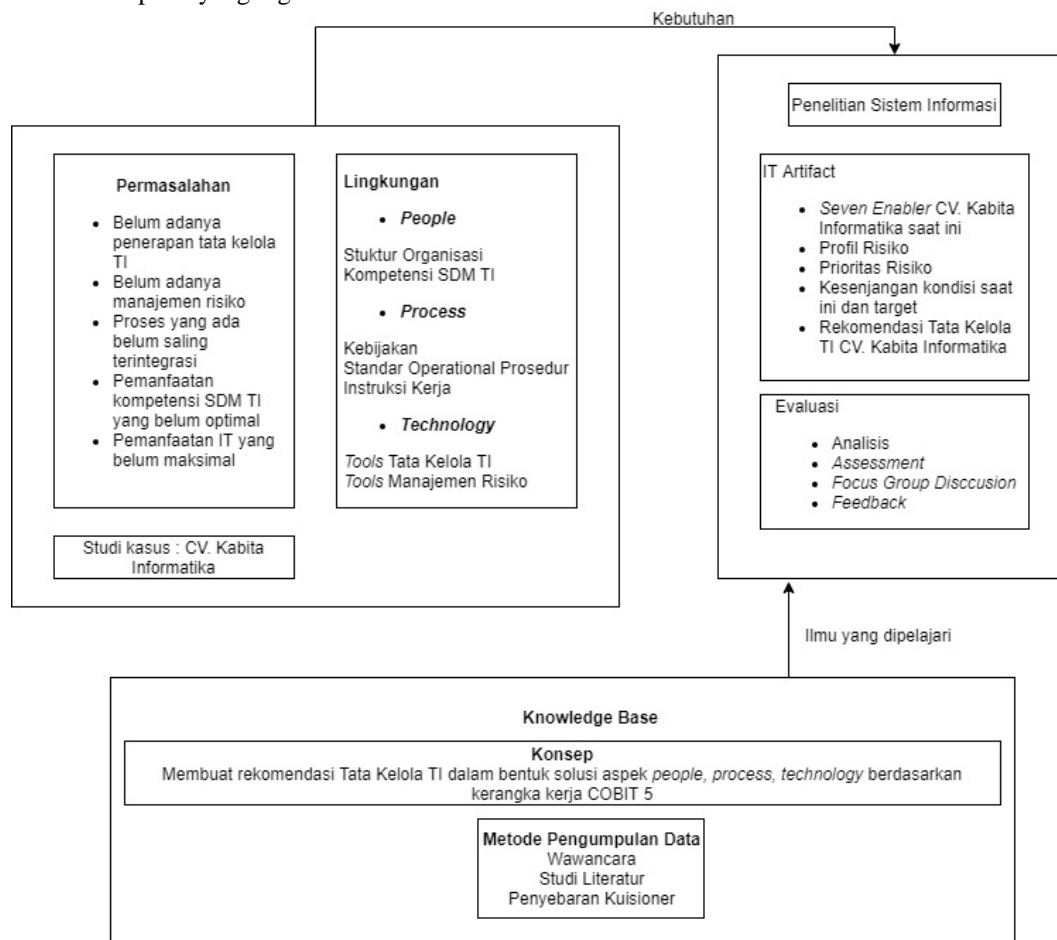 Kebutuhan
Permasalahan
Belum adanya
penerapan tata kelola
TI
Belum adanya
manajemen risiko
Proses yang ada
belum saling
terintegrasi
Pemanfaatan
kompetensi SDM TI
yang belum optimal
Pemanfaatan IT yang
belum maksimal
Lingkungan
People
Stuktur Organisasi
Kompetensi SDM TI
Process
Kebijakan
Standar Operational Prosedur
Instruksi Kerja
Technology
Tools Tata Kelola TI
Tools Manajemen Risiko
Studi kasus : CV. Kabita
Informatika
Penelitian Sistem Informasi
IT Artifact
Seven Enabler CV. Kabita
Informatika saat ini
Profil Risiko
Prioritas Risiko
Kesenjangan kondisi saat
ini dan target
Rekomendasi Tata Kelola
TI CV. Kabita Informatika
Evaluasi
Analisis
Assessment
Focus Group Disccusion
Feedback
Ilmu yang dipelajari
Knowledge Base
Konsep
Membuat rekomendasi Tata Kelola TI dalam bentuk solusi aspek people, process, technology berdasarkan
kerangka kerja COBIT 5
Metode Pengumpulan Data
Wawancara
Studi Literatur
Penyebaran Kuisioner